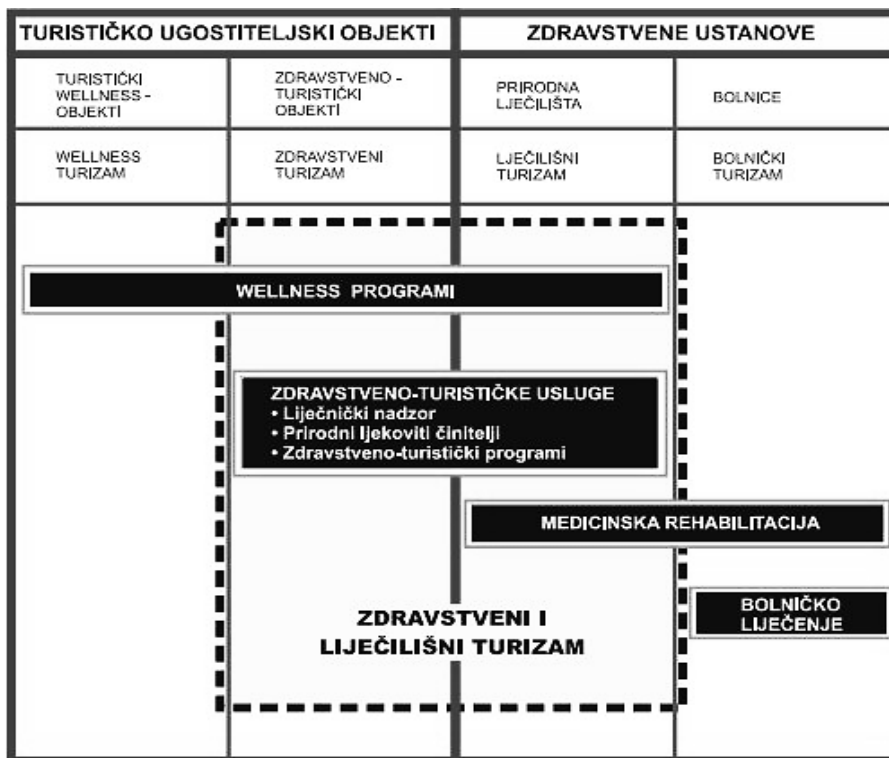 TURISTIČKO UGOSTITELJSKI OBJEKTI
ZDRAVSTVENE USTANOVE
TURISTIČKI
WELLNESS -
OBJEKTI
ZDRAVSTVENO -
TURISTIČKI
OBJEKTI
PRIRODNA
LJEČILIŠTA
BOLNICE
WELLNESS
TURIZAM
ZDRAVSTVENI
TURIZAM
LJEČILIŠNI
TURIZAM
BOLNIČKI
TURIZAM
WELLNESS PROGRAMI
ZDRAVSTVENO-TURISTIČKE USLUGE
• Liječnički nadzor
• Prirodni ljekoviti činitelji
• Zdravstveno-turistički programi
MEDICINSKA REHABILITACIJA
BOLNIČKO
LIJEČENJE
ZDRAVSTVENI I
LIJEČILIŠNI TURIZAM